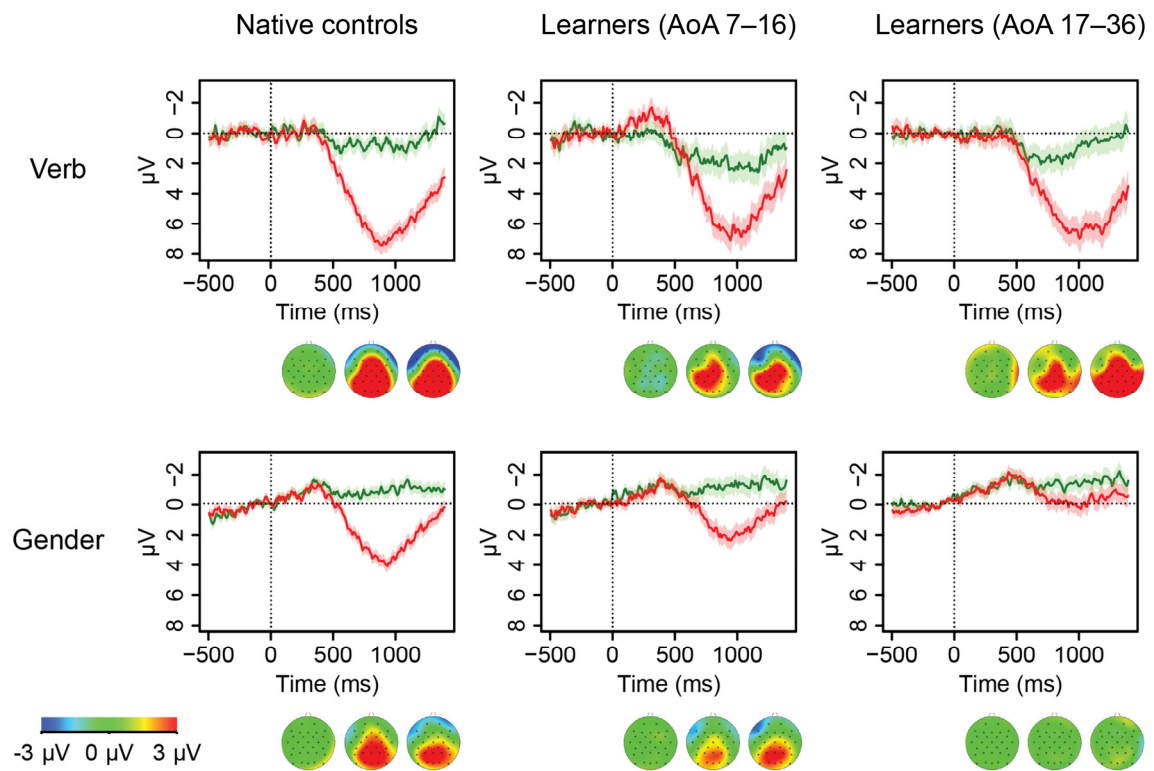 Native controls
Learners (AoA 7–16)
Learners (AoA 17–36)
Verb
μV
−2
0
2
4
6
8
−500 0 500 1000
Time (ms)
μV
−2
0
2
4
6
8
−500 0 500 1000
Time (ms)
μV
−2
0
2
4
6
8
−500 0 500 1000
Time (ms)
Gender
μV
−2
0
2
4
6
8
−500 0 500 1000
Time (ms)
μV
−2
0
2
4
6
8
−500 0 500 1000
Time (ms)
μV
−2
0
2
4
6
8
−500 0 500 1000
Time (ms)
-3 μV 0 μV 3 μV